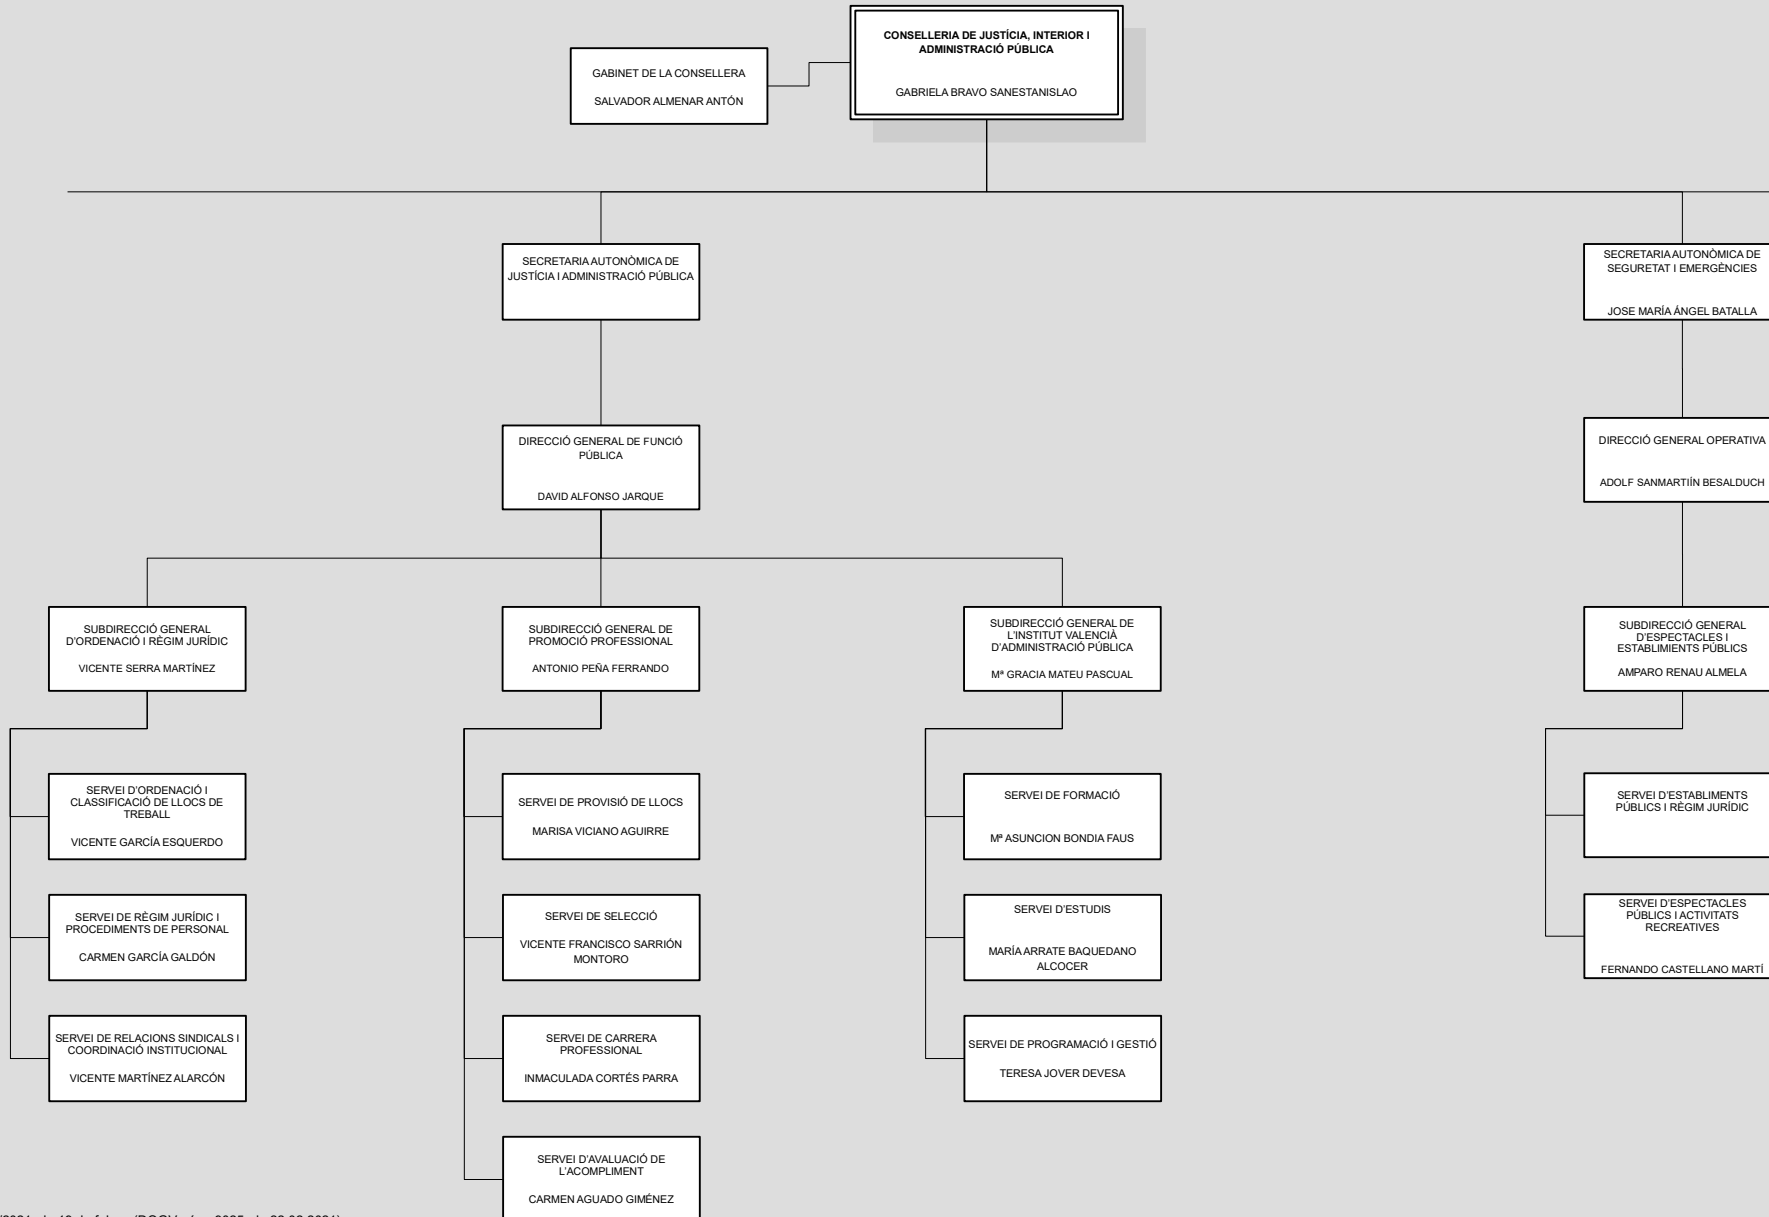 CONSELLERIA DE JUSTÍCIA, INTERIOR I
ADMINISTRACIÓ PÚBLICA
GABRIELA BRAVO SANESTANISLAO
GABINET DE LA CONSELLERA
SALVADOR ALMENAR ANTÓN
SECRETARIA AUTONÒMICA DE
JUSTÍCIA I ADMINISTRACIÓ PÚBLICA
SECRETARIA AUTONÒMICA DE
SEGURETAT I EMERGÈNCIES
JOSE MARÍA ÁNGEL BATALLA
DIRECCIÓ GENERAL DE FUNCIÓ
PÚBLICA
DAVID ALFONSO JARQUE
DIRECCIÓ GENERAL OPERATIVA
ADOLF SANMARTIÍN BESALDUCH
SUBDIRECCIÓ GENERAL
D'ORDENACIÓ I RÈGIM JURÍDIC
VICENTE SERRA MARTÍNEZ
SUBDIRECCIÓ GENERAL DE
PROMOCIÓ PROFESSIONAL
ANTONIO PEÑA FERRANDO
SUBDIRECCIÓ GENERAL DE
L'INSTITUT VALENCIÀ
D'ADMINISTRACIÓ PÚBLICA
Mª GRACIA MATEU PASCUAL
SUBDIRECCIÓ GENERAL
D'ESPECTACLES I
ESTABLIMIENTS PÚBLICS
AMPARO RENAU ALMELA
SERVEI D'ORDENACIÓ I
CLASSIFICACIÓ DE LLOCS DE
TREBALL
VICENTE GARCÍA ESQUERDO
SERVEI DE PROVISIÓ DE LLOCS
MARISA VICIANO AGUIRRE
SERVEI DE FORMACIÓ
Mª ASUNCION BONDIA FAUS
SERVEI D'ESTABLIMENTS
PÚBLICS I RÈGIM JURÍDIC
SERVEI DE RÈGIM JURÍDIC I
PROCEDIMENTS DE PERSONAL
CARMEN GARCÍA GALDÓN
SERVEI DE SELECCIÓ
VICENTE FRANCISCO SARRIÓN
MONTORO
SERVEI D'ESTUDIS
MARÍA ARRATE BAQUEDANO
ALCOCER
SERVEI D'ESPECTACLES
PÚBLICS I ACTIVITATS
RECREATIVES
FERNANDO CASTELLANO MARTÍ
SERVEI DE RELACIONS SINDICALS I
COORDINACIÓ INSTITUCIONAL
VICENTE MARTÍNEZ ALARCÓN
SERVEI DE CARRERA
PROFESSIONAL
INMACULADA CORTÉS PARRA
SERVEI DE PROGRAMACIÓ I GESTIÓ
TERESA JOVER DEVESA
SERVEI D'AVALUACIÓ DE
L'ACOMPLIMENT
CARMEN AGUADO GIMÉNEZ